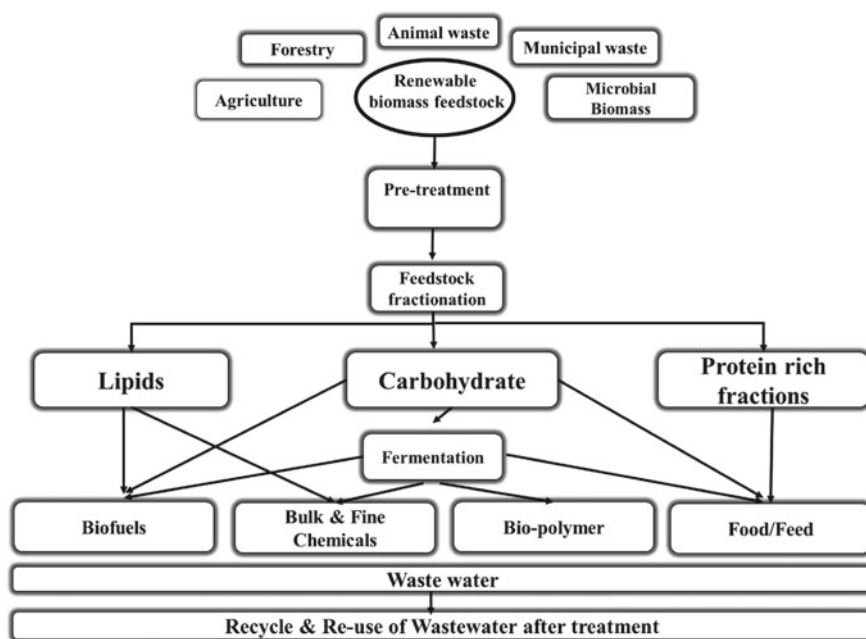 Animal waste
Forestry
Municipal waste
Renewable
biomass feedstock
Agriculture
Microbial
Biomass
Pre-treatment
Feedstock
fractionation
Lipids
Carbohydrate
Protein rich
fractions
Fermentation
Biofuels
Bulk & Fine
Chemicals
Bio-polymer
Food/Feed
Waste water
Recycle & Re-use of Wastewater after treatment